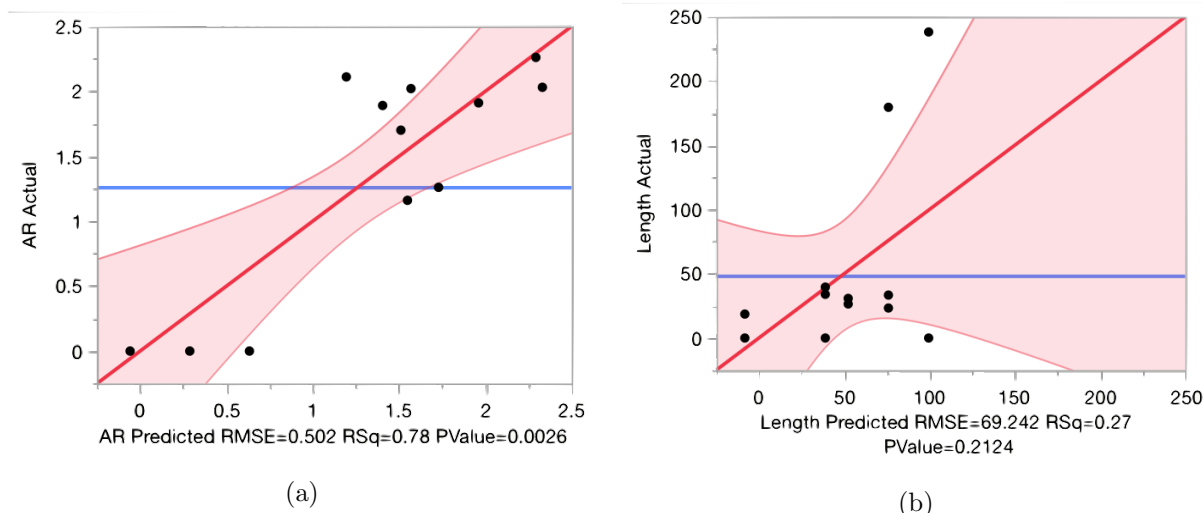 2.5
2
1.5
1
0.5
0
AR Actual
0 0.5 1 1.5 2 2.5
AR Predicted RMSE=0.502 RSq=0.78 PValue=0.0026
(a)
250
200
150
100
50
0
Length Actual
0 50 100 150 200 250
Length Predicted RMSE=69.242 RSq=0.27
PValue=0.2124
(b)